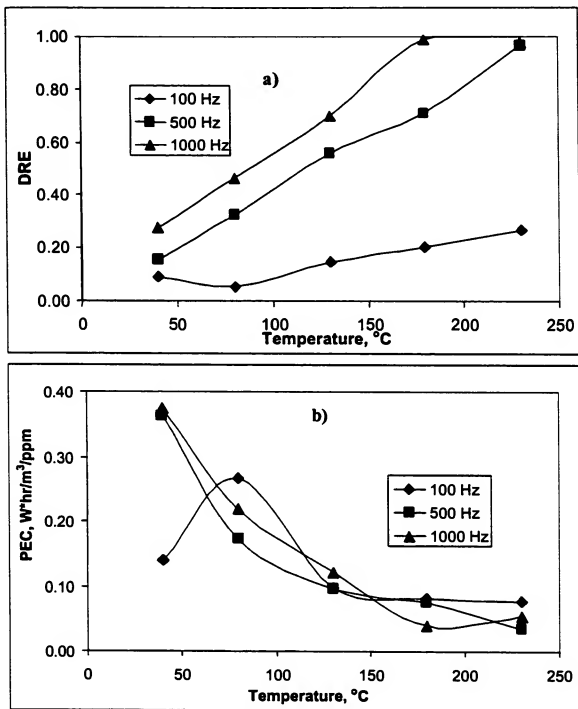 1.00
a)
0.80
100 Hz
500 Hz
1000 Hz
0.60
DRE
0.40
0.20
0.00
0 50 100 150 200 250
Temperature, °C
0.40
b)
PEC, W*hr/m³/ppm
0.30
100 Hz
500 Hz
1000 Hz
0.20
0.10
0.00
0 50 100 150 200 250
Temperature, °C